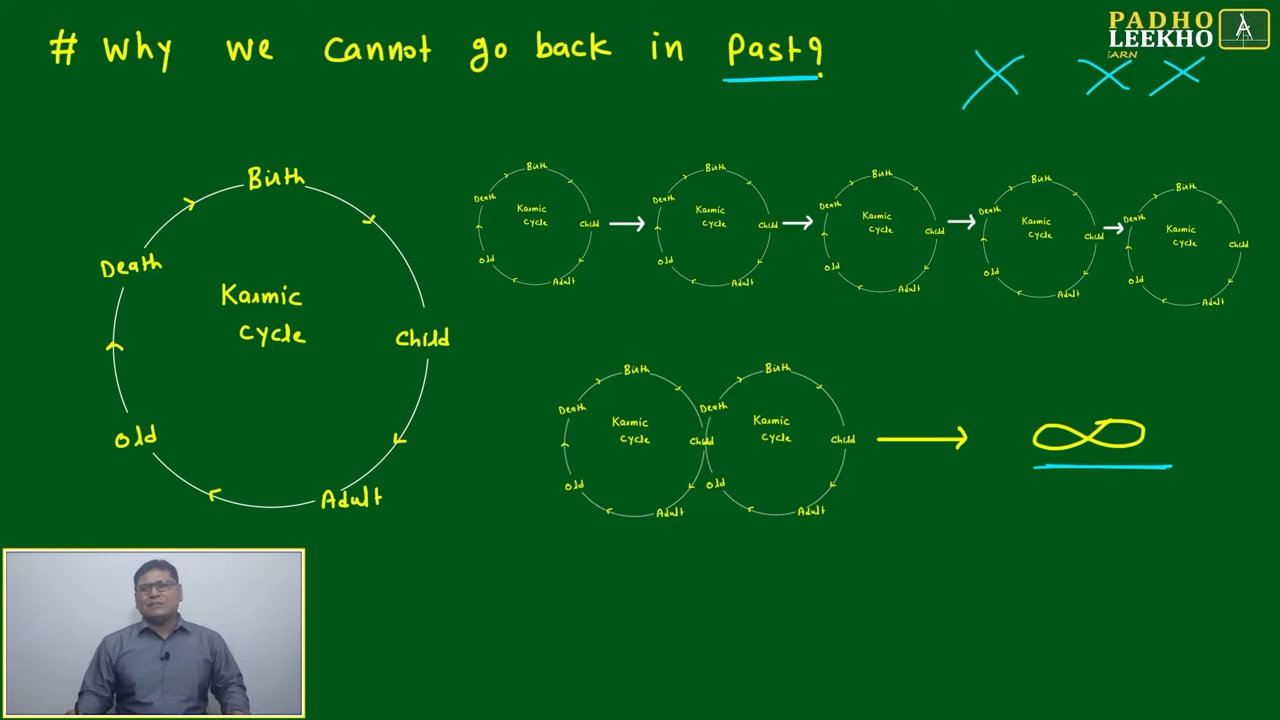 # Why we cannot go back in Past?
PADHO
LEEKHO
EARN
Birth
Death
Karmic
cycle
Child
Old
Adult
Birth
Death
Karmic
cycle
Child
Old
Adult
Birth
Death
Karmic
cycle
Child
Old
Adult
Birth
Death
Karmic
cycle
Child
Old
Adult
Birth
Death
Karmic
cycle
Child
Old
Adult
Birth
Death
Karmic
cycle
Child
Old
Adult
Birth
Death
Karmic
cycle
Child
Old
Adult
Birth
Death
Karmic
cycle
Child
Old
Adult
∞